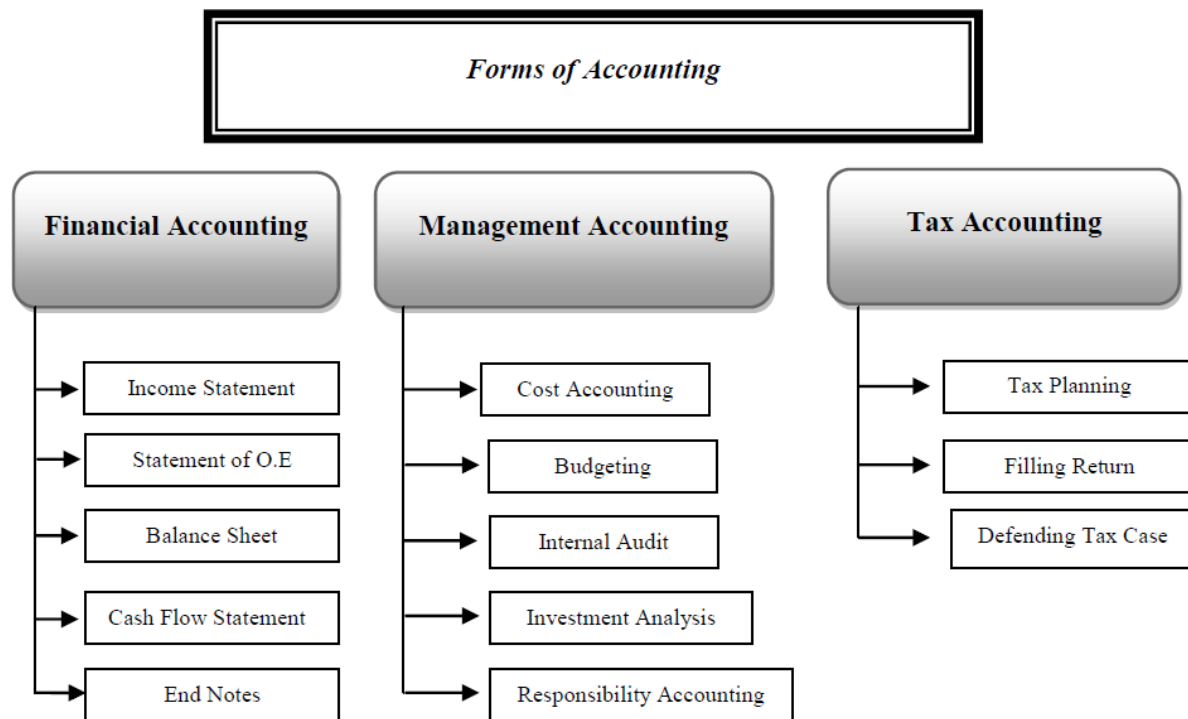 Forms of Accounting
Financial Accounting
Income Statement
Statement of O.E
Balance Sheet
Cash Flow Statement
End Notes
Management Accounting
Cost Accounting
Budgeting
Internal Audit
Investment Analysis
Responsibility Accounting
Tax Accounting
Tax Planning
Filling Return
Defending Tax Case